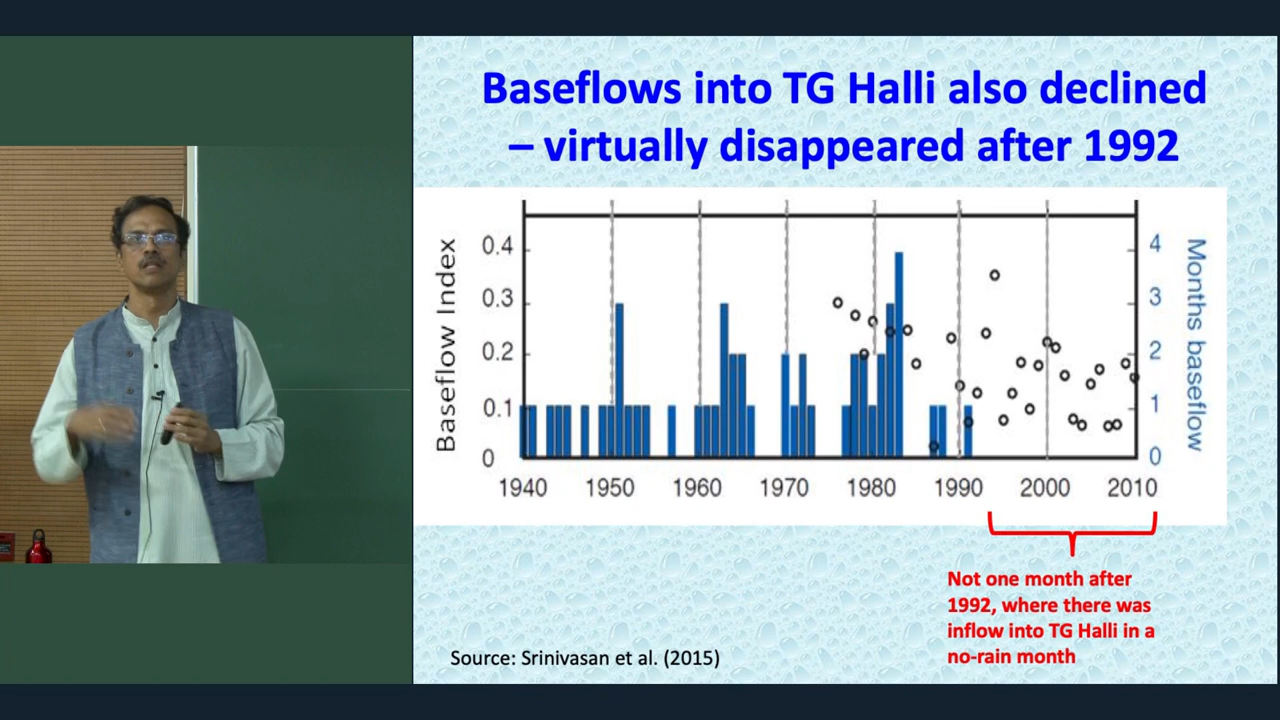 Baseflows into TG Halli also declined
– virtually disappeared after 1992
Baseflow Index
0.4
0.3
0.2
0.1
0
4
3
2
1
0
Months baseflow
1940 1950 1960 1970 1980 1990 2000 2010
Not one month after
1992, where there was
inflow into TG Halli in a
no-rain month
Source: Srinivasan et al. (2015)